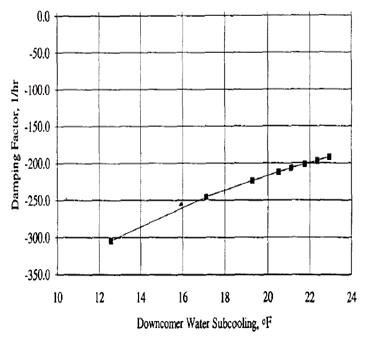 0.0
-50.0
-100.0
-150.0
-200.0
-250.0
-300.0
-350.0
Damping Factor, 1/hr
10 12 14 16 18 20 22 24
Downcomer Water Subcooling, °F